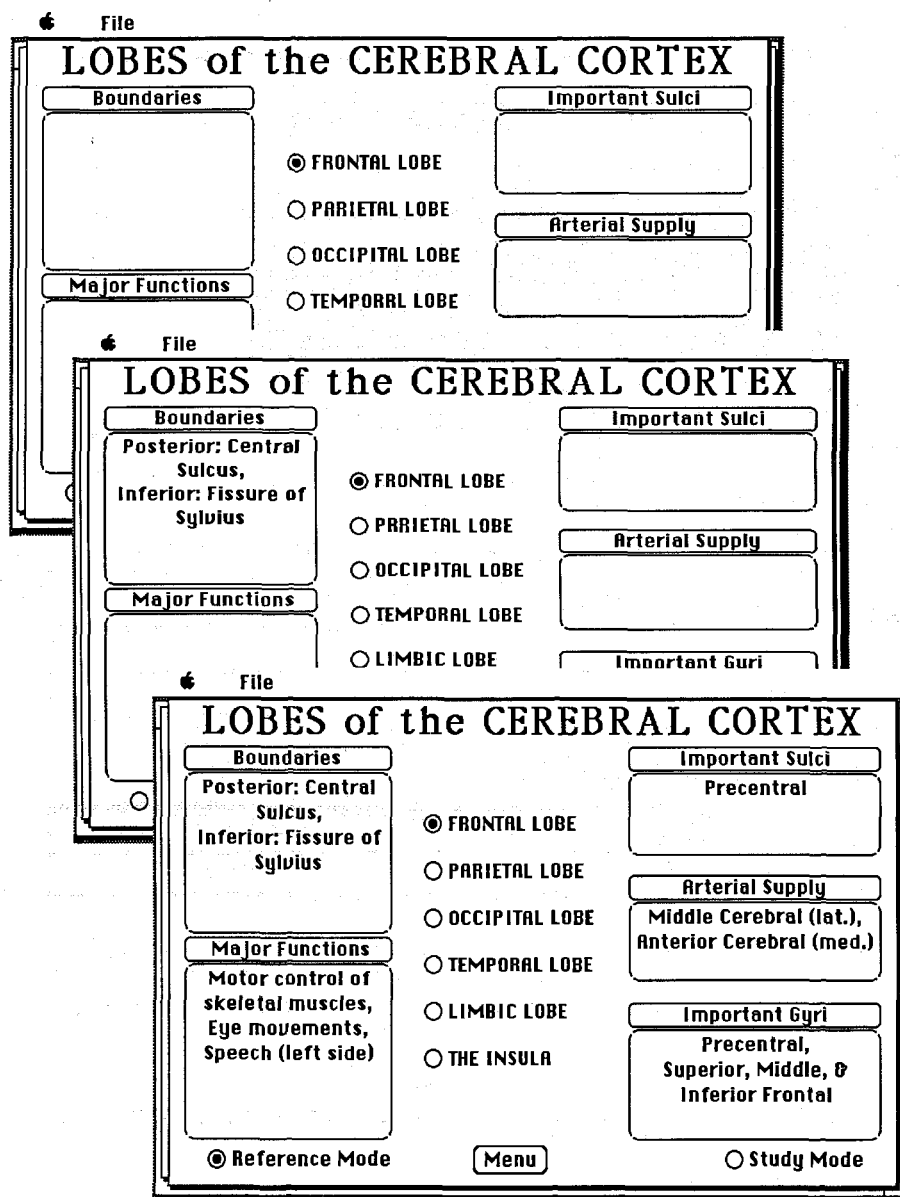 File
LOBES of the CEREBRAL CORTEX
Boundaries
Important Sulci
FRONTAL LOBE
PARIETAL LOBE
OCCIPITAL LOBE
TEMPORAL LOBE
Arterial Supply
Major Functions
File
LOBES of the CEREBRAL CORTEX
Boundaries
Posterior: Central
Sulcus,
Inferior: Fissure of
Sylvius
Important Sulci
FRONTAL LOBE
PARIETAL LOBE
OCCIPITAL LOBE
TEMPORAL LOBE
LIMBIC LOBE
Arterial Supply
Major Functions
Important Gyri
File
LOBES of the CEREBRAL CORTEX
Boundaries
Posterior: Central
Sulcus,
Inferior: Fissure of
Sylvius
Major Functions
Motor control of
skeletal muscles,
Eye movements,
Speech (left side)
FRONTAL LOBE
PARIETAL LOBE
OCCIPITAL LOBE
TEMPORAL LOBE
LIMBIC LOBE
THE INSULA
Important Sulci
Precentral
Arterial Supply
Middle Cerebral (lat.),
Anterior Cerebral (med.)
Important Gyri
Precentral,
Superior, Middle, &
Inferior Frontal
Reference Mode
Menu
Study Mode